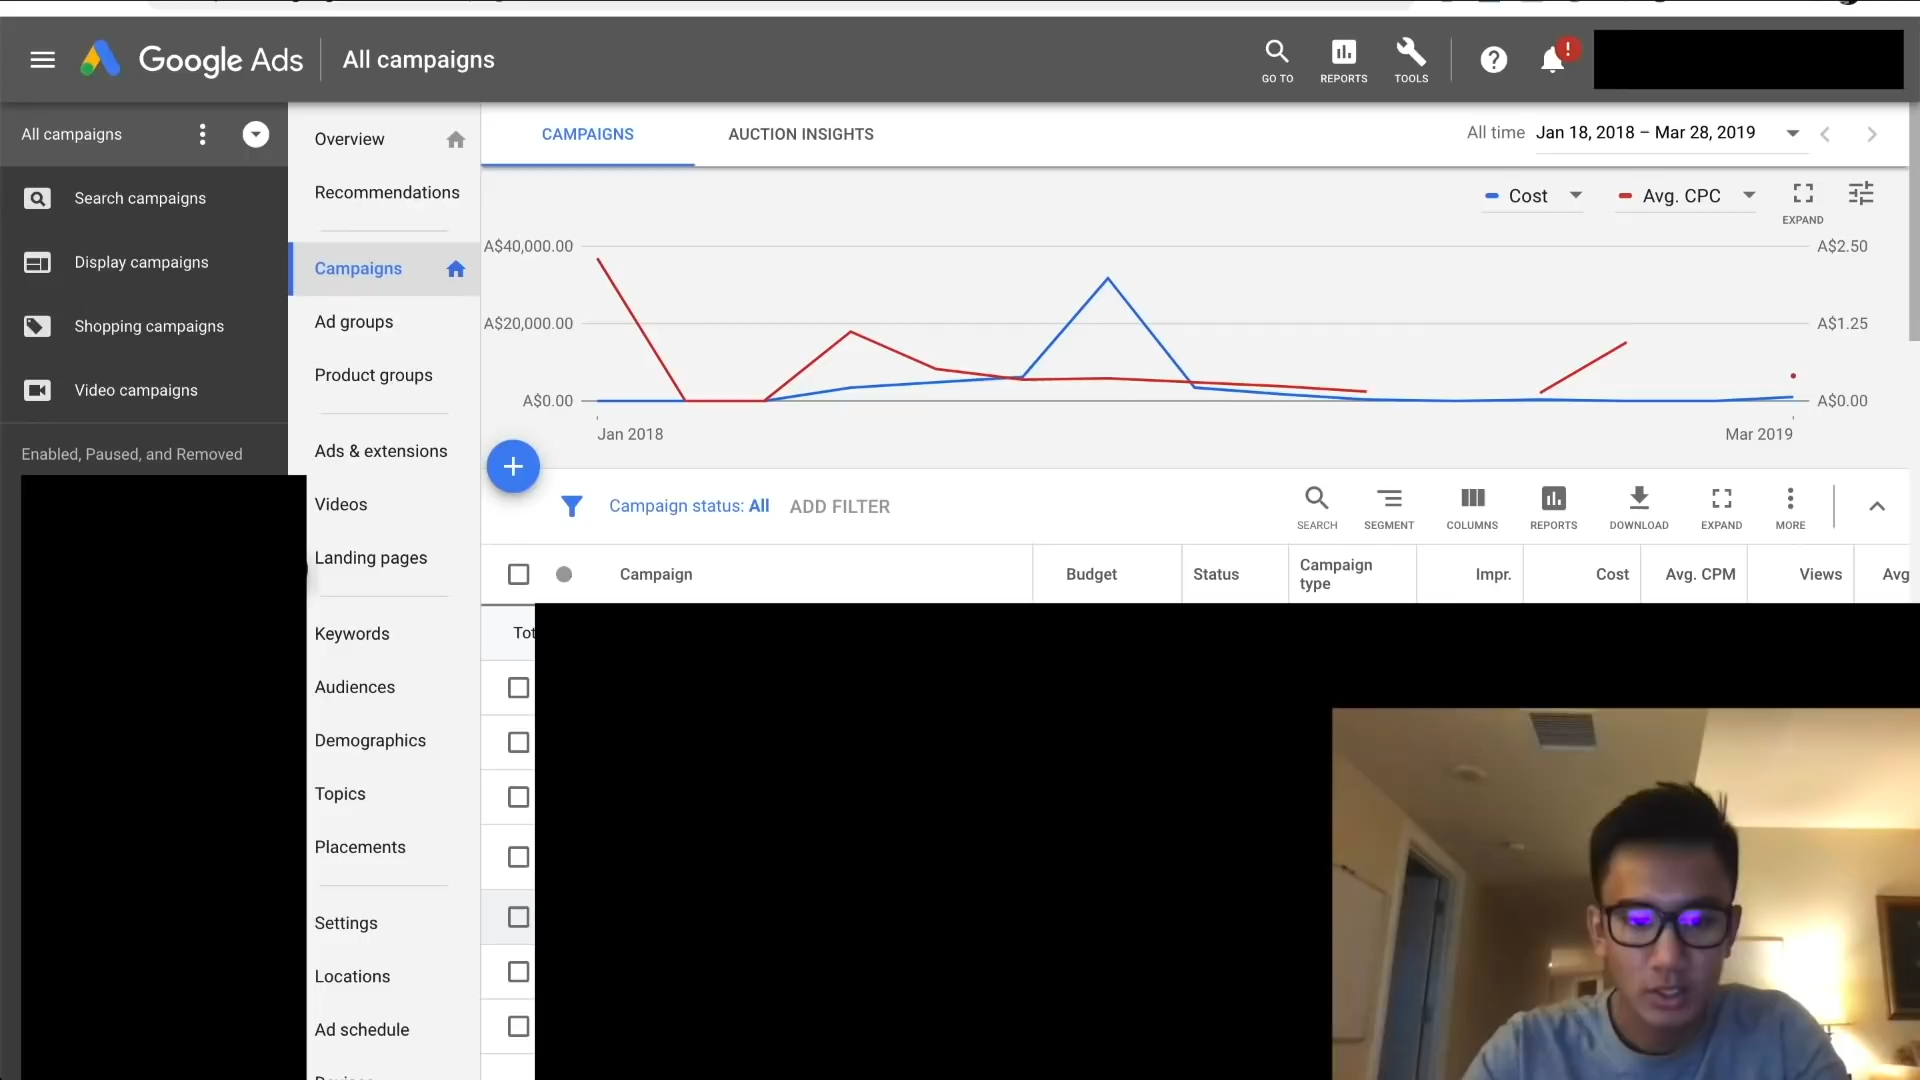 Google Ads
All campaigns
GO TO
REPORTS
TOOLS
All campaigns
Search campaigns
Display campaigns
Shopping campaigns
Video campaigns
Enabled, Paused, and Removed
Overview
Recommendations
Campaigns
Ad groups
Product groups
Ads & extensions
Videos
Landing pages
Keywords
Audiences
Demographics
Topics
Placements
Settings
Locations
Ad schedule
CAMPAIGNS
AUCTION INSIGHTS
All time Jan 18, 2018 – Mar 28, 2019
Cost
Avg. CPC
EXPAND
A$40,000.00
A$2.50
A$20,000.00
A$1.25
A$0.00
A$0.00
Jan 2018
Mar 2019
Campaign status: All
ADD FILTER
SEARCH
SEGMENT
COLUMNS
REPORTS
DOWNLOAD
EXPAND
MORE
Campaign
Budget
Status
Campaign
type
Impr.
Cost
Avg. CPM
Views
Avg
Tot